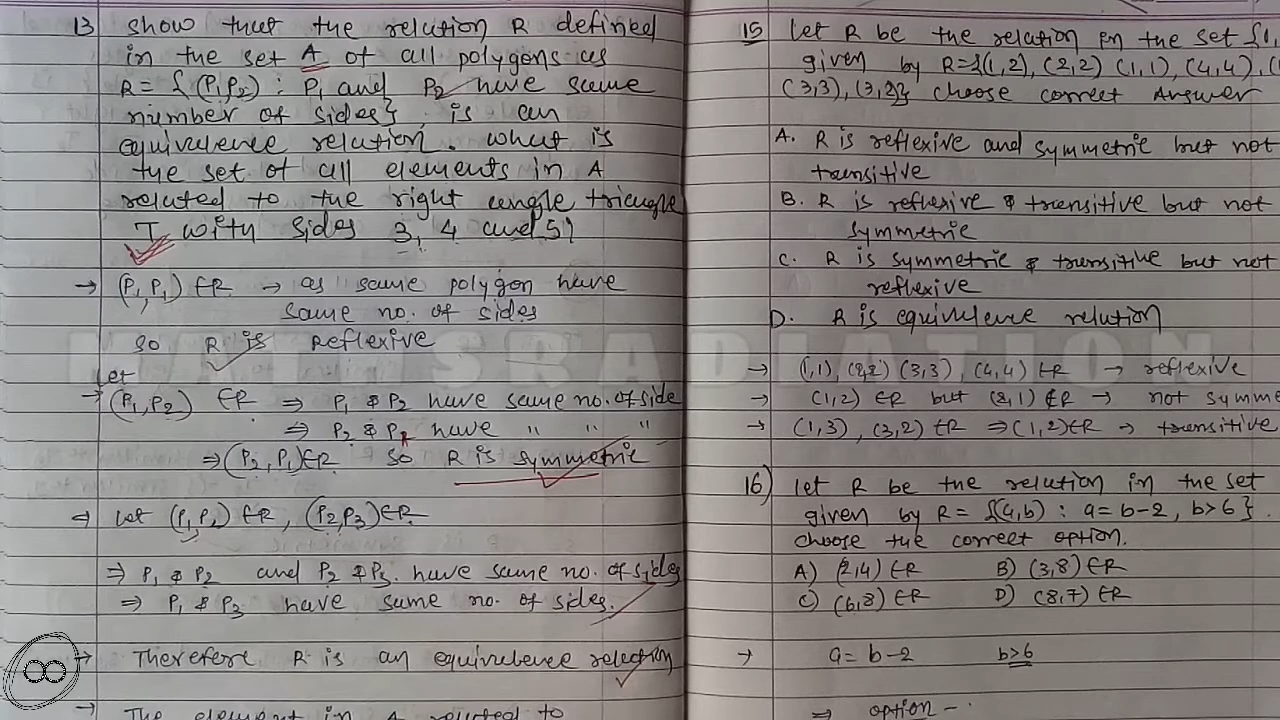 13 Show that the relation R defined
in the set A of all polygons as
R = { (P1,P2) : P1 and P2 have same
number of sides} is an
equivalence relation. What is
the set of all elements in A
related to the right angle triangle
T with sides 3, 4 and 5?
→ (P1, P1) ∈R → as same polygon have
same no. of sides
So R is Reflexive
Let
→ (P1, P2) ∈R ⇒ P1 & P2 have same no. of side
⇒ P2 & P1 have " " "
⇒ (P2, P1)∈R So R is symmetric
⇒ Let (P1,P2) ∈R, (P2,P3)∈R
⇒ P1 & P2 and P2 & P3 have same no. of sides
⇒ P1 & P3 have same no. of sides.
→ Therefore R is an equivalence relation
→ The element in A related to
15 Let R be the relation in the set {1,
given by R={(1,2), (2,2) (1,1), (4,4), (
(3,3), (3,2)} choose correct Answer
A. R is reflexive and symmetric but not
transitive
B. R is reflexive & transitive but not
symmetric
C. R is symmetric & transitive but not
reflexive
D. R is equivalence relation
→ (1,1), (2,2) (3,3), (4,4) ∈R → reflexive
→ (1,2) ∈R but (2,1) ∉R → not symme
→ (1,3), (3,2) ∈R ⇒(1,2)∈R → transitive
16) Let R be the relation in the set
given by R = {(a,b) : a=b-2, b>6}.
choose the correct option.
A) (2,4) ∈R B) (3,8) ∈R
C) (6,8) ∈R D) (8,7) ∈R
→ a= b-2 b>6
⇒ option -
MATHSRADIATION